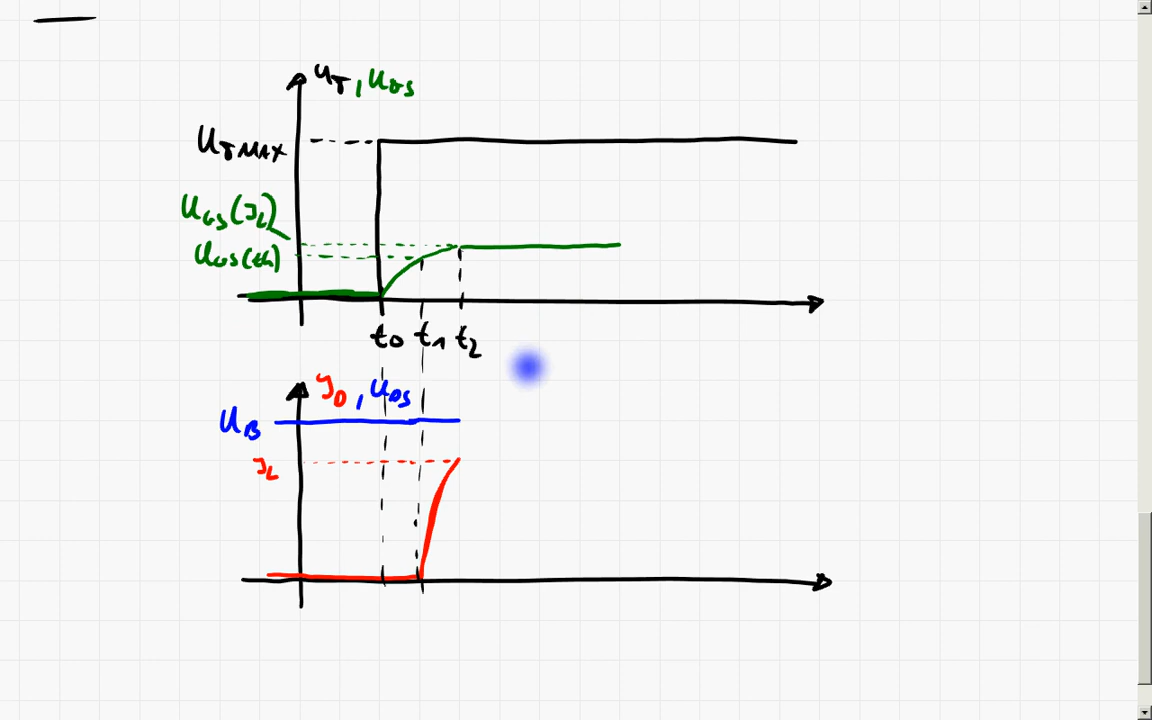 U_T, U_GS
U_TMAX
U_GS(I_L)
U_GS(th)
t_0 t_1 t_2
I_D, U_DS
U_B
I_L